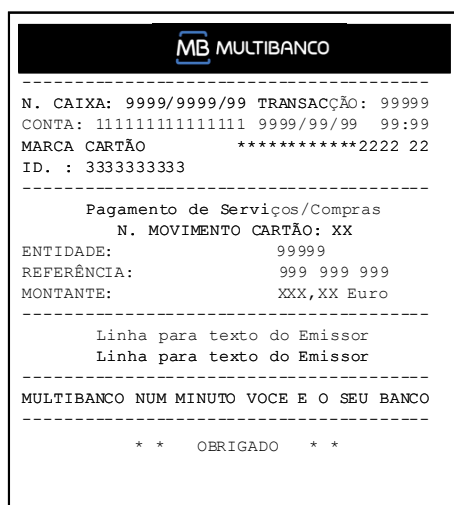 MB MULTIBANCO
----------------------------------------
N. CAIXA: 9999/9999/99 TRANSACÇÃO: 99999
CONTA: 111111111111111 9999/99/99 99:99
MARCA CARTÃO ************2222 22
ID. : 3333333333
----------------------------------------
Pagamento de Serviços/Compras
N. MOVIMENTO CARTÃO: XX
ENTIDADE: 99999
REFERÊNCIA: 999 999 999
MONTANTE: XXX,XX Euro
----------------------------------------
Linha para texto do Emissor
Linha para texto do Emissor
----------------------------------------
MULTIBANCO NUM MINUTO VOCE E O SEU BANCO
----------------------------------------
* * OBRIGADO * *